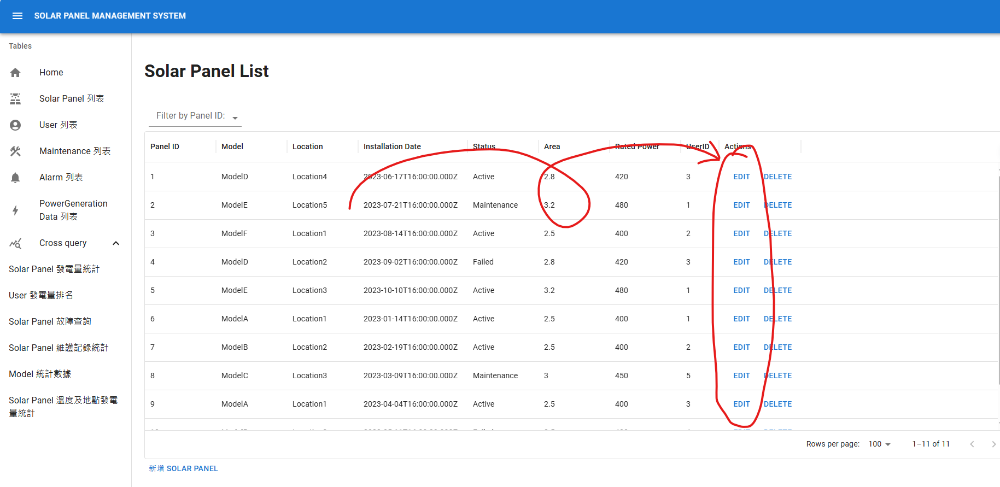 SOLAR PANEL MANAGEMENT SYSTEM
Tables
Home
Solar Panel 列表
User 列表
Maintenance 列表
Alarm 列表
PowerGeneration
Data 列表
Cross query
Solar Panel 發電量統計
User 發電量排名
Solar Panel 故障查詢
Solar Panel 維護記錄統計
Model 統計數據
Solar Panel 溫度及地點發電
量統計
Solar Panel List
Filter by Panel ID:
Panel ID Model Location Installation Date Status Area Rated Power UserID Actions
1 ModelD Location4 2023-06-17T16:00:00.000Z Active 2.8 420 3 EDIT DELETE
2 ModelE Location5 2023-07-21T16:00:00.000Z Maintenance 3.2 480 1 EDIT DELETE
3 ModelF Location1 2023-08-14T16:00:00.000Z Active 2.5 400 2 EDIT DELETE
4 ModelD Location2 2023-09-02T16:00:00.000Z Failed 2.8 420 3 EDIT DELETE
5 ModelE Location3 2023-10-10T16:00:00.000Z Active 3.2 480 1 EDIT DELETE
6 ModelA Location1 2023-01-14T16:00:00.000Z Active 2.5 400 1 EDIT DELETE
7 ModelB Location2 2023-02-19T16:00:00.000Z Active 2.5 400 2 EDIT DELETE
8 ModelC Location3 2023-03-09T16:00:00.000Z Maintenance 3 450 5 EDIT DELETE
9 ModelA Location1 2023-04-04T16:00:00.000Z Active 2.5 400 3 EDIT DELETE
Rows per page: 100 1–11 of 11
新增 SOLAR PANEL